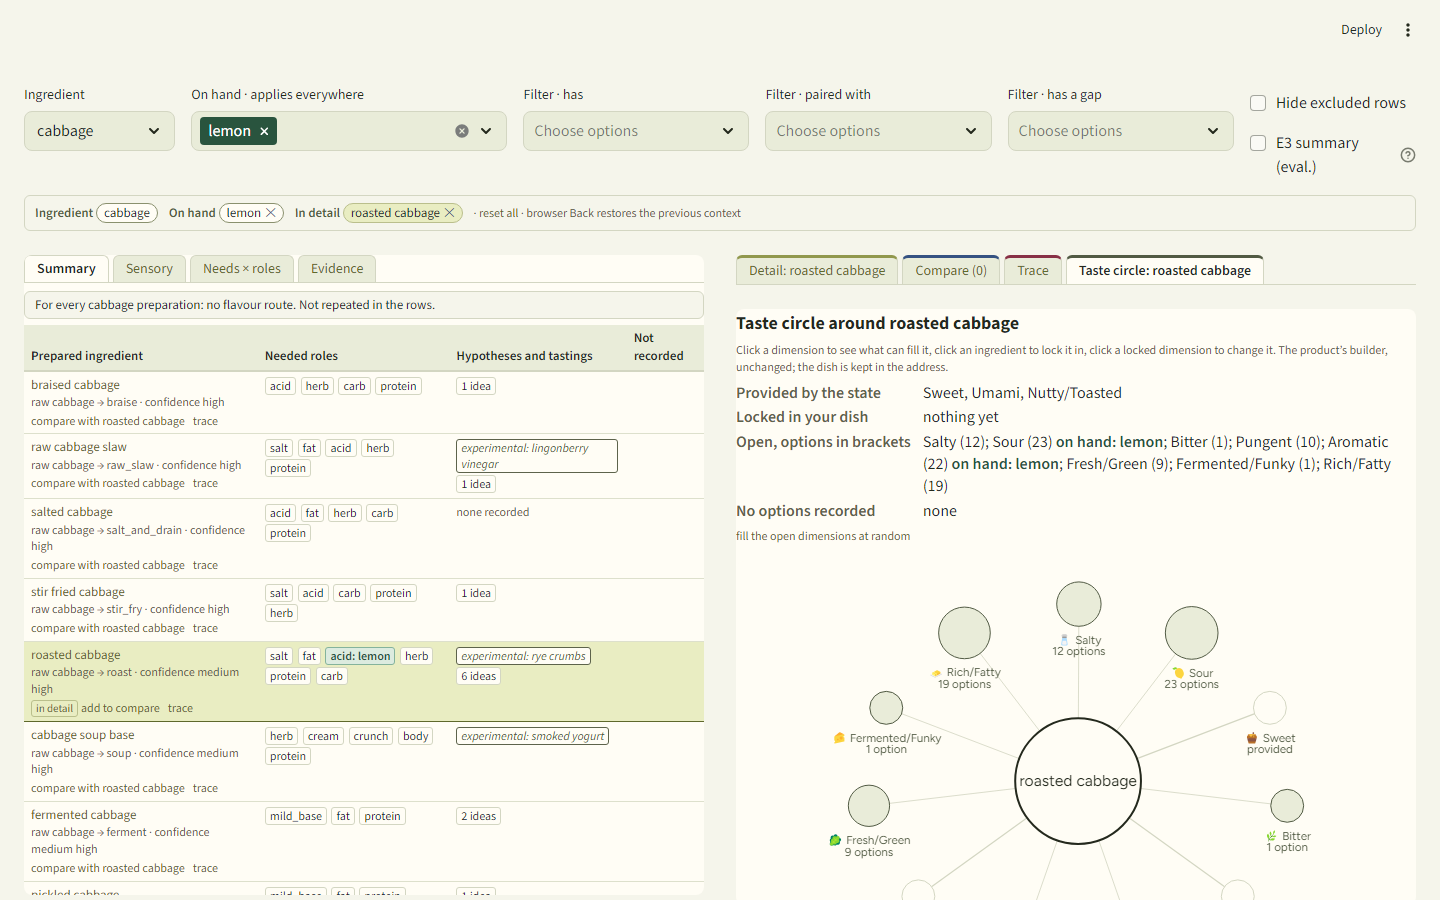 Deploy
Ingredient
On hand · applies everywhere
Filter · has
Filter · paired with
Filter · has a gap
cabbage
lemon ×
Choose options
Choose options
Choose options
Hide excluded rows
E3 summary
(eval.)
Ingredient cabbage On hand lemon In detail roasted cabbage · reset all · browser Back restores the previous context
Summary
Sensory
Needs × roles
Evidence
For every cabbage preparation: no flavour route. Not repeated in the rows.
Prepared ingredient
Needed roles
Hypotheses and tastings
Not
recorded
braised cabbage
raw cabbage → braise · confidence high
compare with roasted cabbage trace
acid herb carb protein
1 idea
raw cabbage slaw
raw cabbage → raw_slaw · confidence high
compare with roasted cabbage trace
salt fat acid herb
protein
experimental: lingonberry
vinegar
1 idea
salted cabbage
raw cabbage → salt_and_drain · confidence
high
compare with roasted cabbage trace
acid fat herb carb
protein
none recorded
stir fried cabbage
raw cabbage → stir_fry · confidence high
compare with roasted cabbage trace
salt acid carb protein
herb
1 idea
roasted cabbage
raw cabbage → roast · confidence medium
high
in detail add to compare trace
salt fat acid: lemon herb
protein carb
experimental: rye crumbs
6 ideas
cabbage soup base
raw cabbage → soup · confidence medium
high
compare with roasted cabbage trace
herb cream crunch body
protein
experimental: smoked yogurt
fermented cabbage
raw cabbage → ferment · confidence
medium high
compare with roasted cabbage trace
mild_base fat protein
2 ideas
pickled cabbage
mild_base fat protein
1 idea
Detail: roasted cabbage
Compare (0)
Trace
Taste circle: roasted cabbage
Taste circle around roasted cabbage
Click a dimension to see what can fill it, click an ingredient to lock it in, click a locked dimension to change it. The product's builder,
unchanged; the dish is kept in the address.
Provided by the state
Sweet, Umami, Nutty/Toasted
Locked in your dish
nothing yet
Open, options in brackets
Salty (12); Sour (23) on hand: lemon; Bitter (1); Pungent (10); Aromatic
(22) on hand: lemon; Fresh/Green (9); Fermented/Funky (1); Rich/Fatty
(19)
No options recorded
none
fill the open dimensions at random
Salty
12 options
Rich/Fatty
19 options
Sour
23 options
Fermented/Funky
1 option
Sweet
provided
roasted cabbage
Fresh/Green
9 options
Bitter
1 option